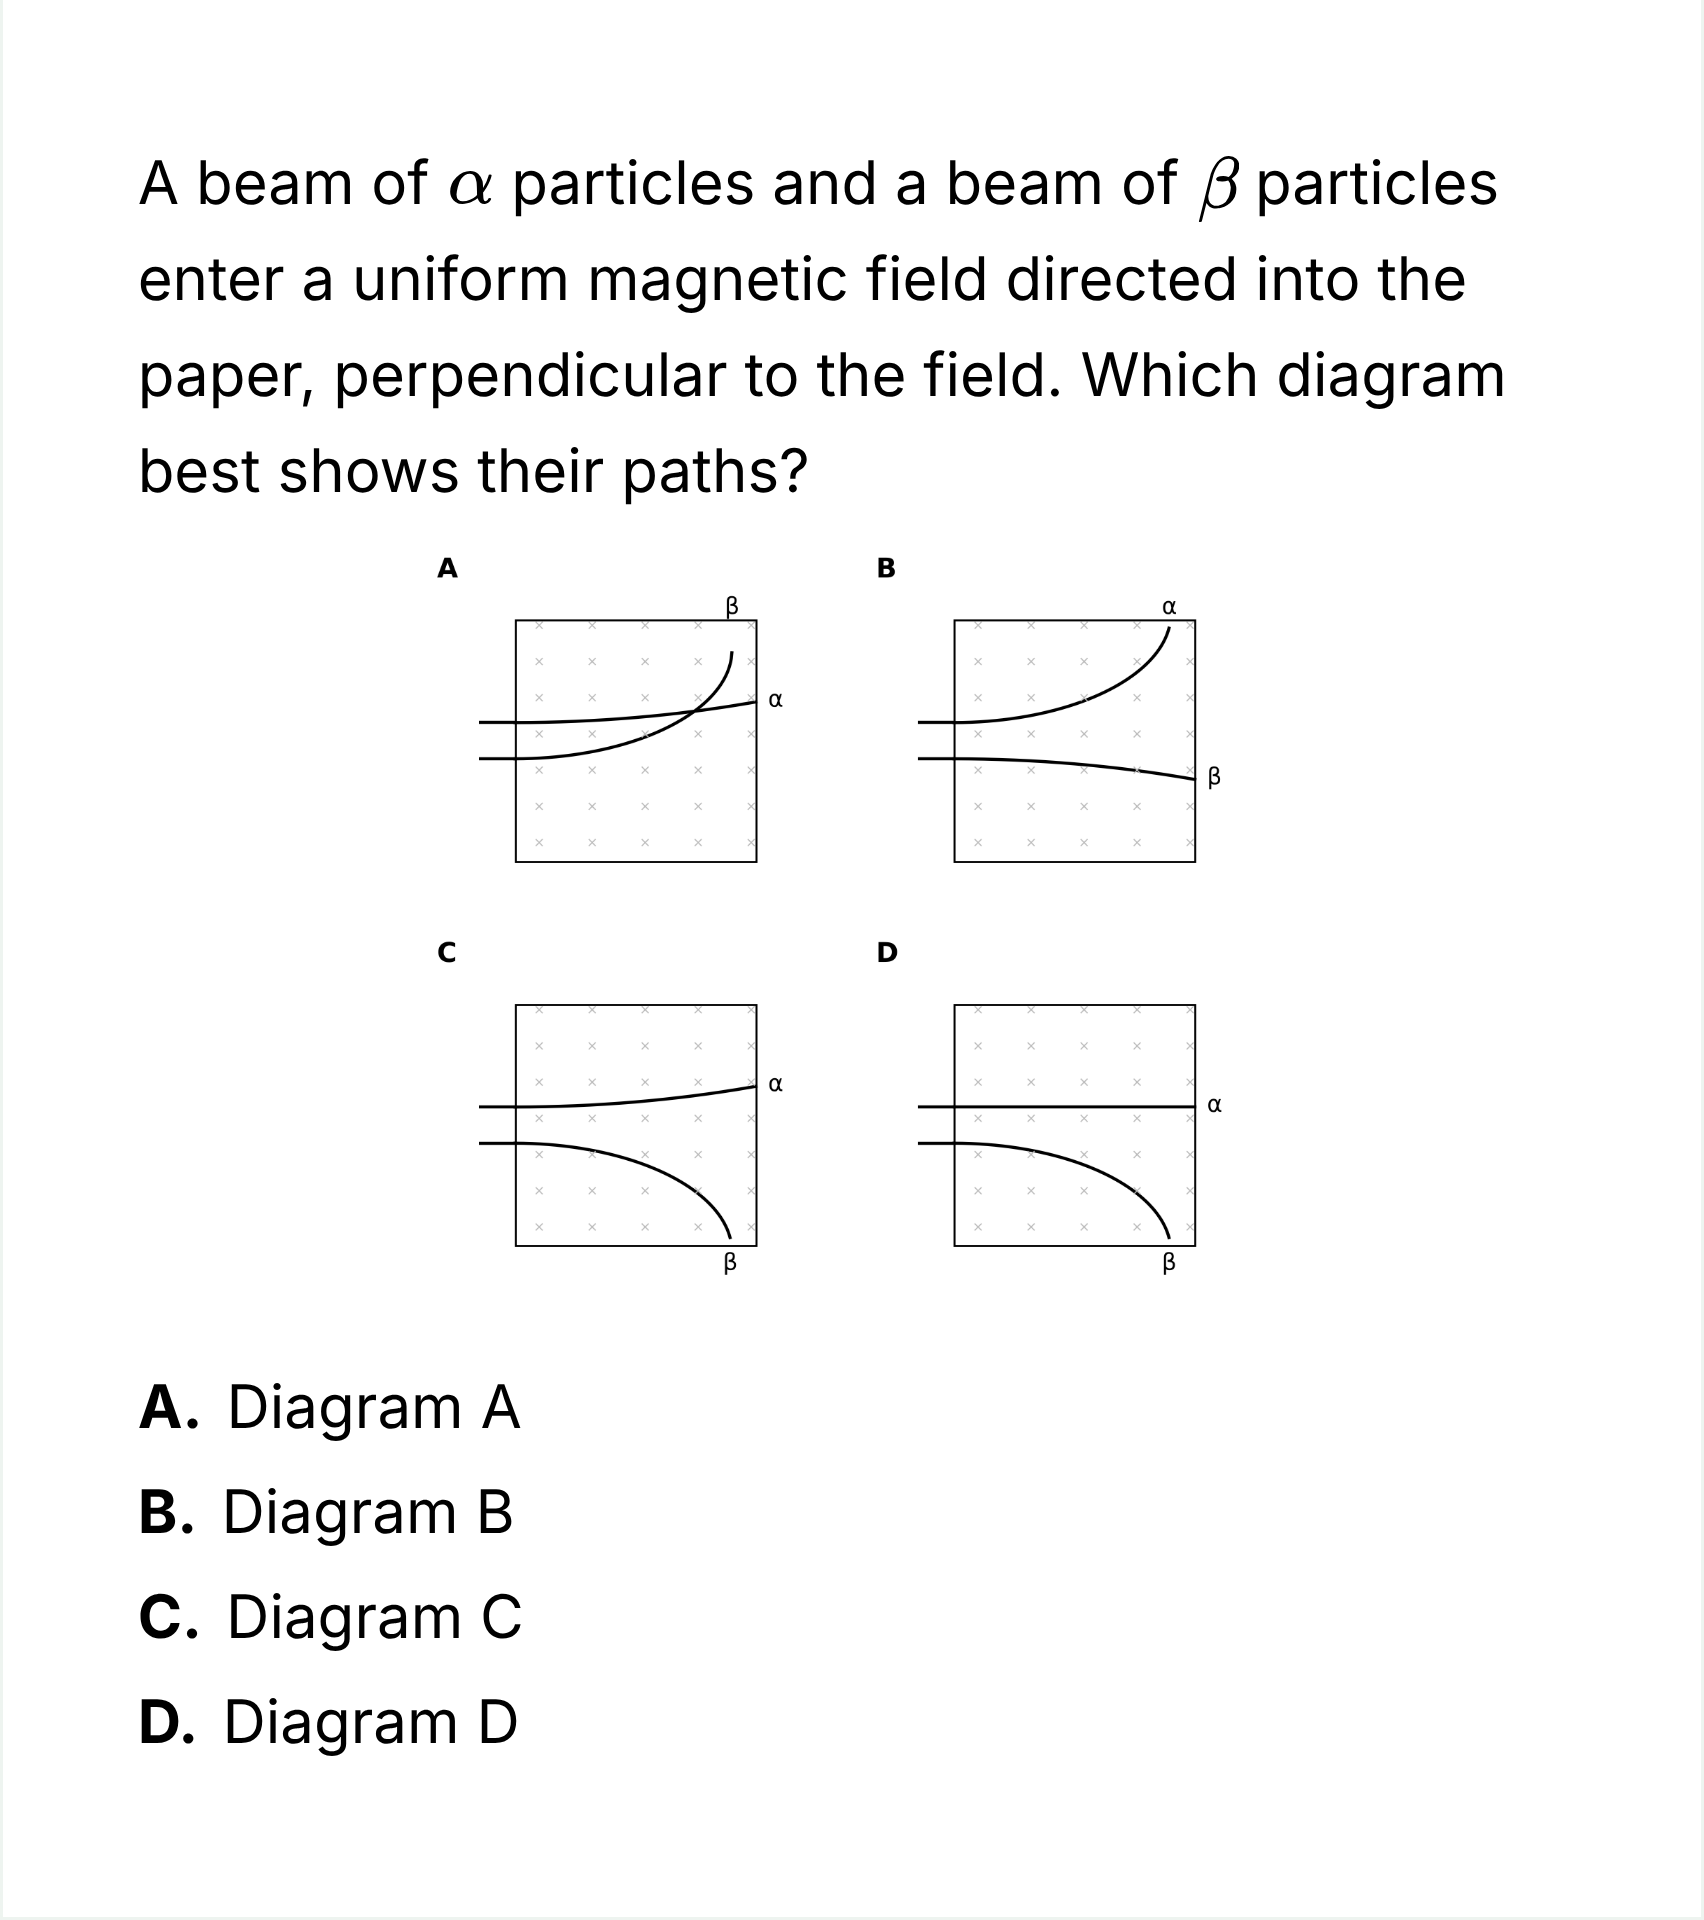 A beam of α particles and a beam of β particles
enter a uniform magnetic field directed into the
paper, perpendicular to the field. Which diagram
best shows their paths?
A
β
α
B
α
β
C
α
β
D
α
β
A. Diagram A
B. Diagram B
C. Diagram C
D. Diagram D